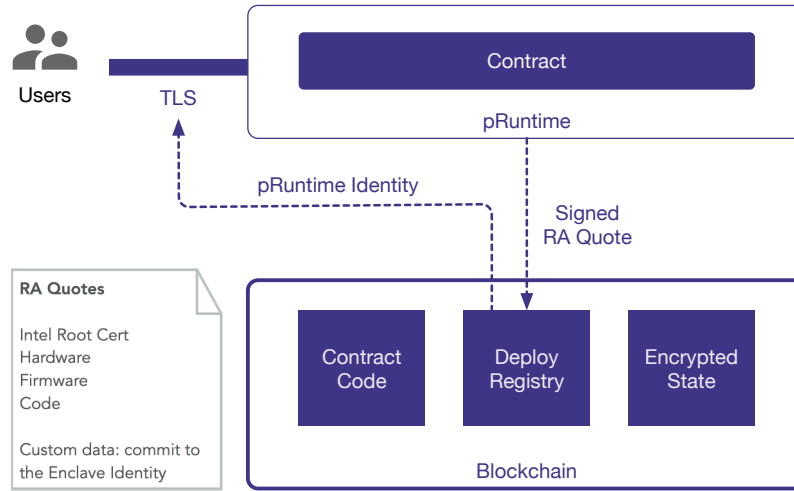 Contract
Users
TLS
pRuntime
pRuntime Identity
Signed
RA Quote
RA Quotes
Intel Root Cert
Hardware
Firmware
Code
Custom data: commit to
the Enclave Identity
Contract
Code
Deploy
Registry
Encrypted
State
Blockchain